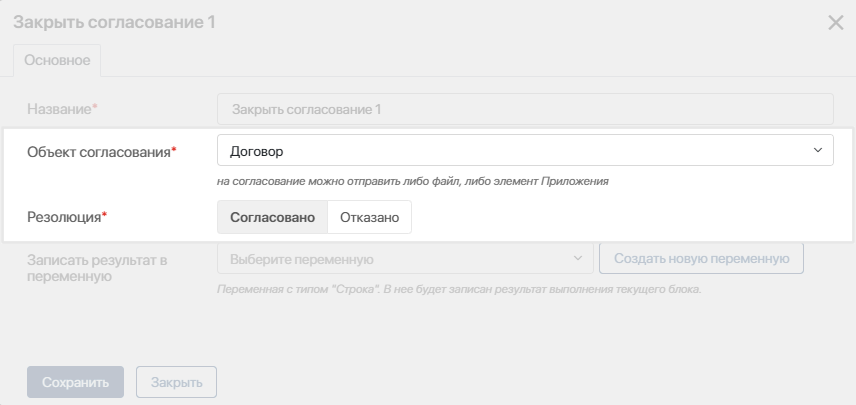 Закрыть согласование 1
Основное
Название*
Закрыть согласование 1
Объект согласования*
Договор
на согласование можно отправить либо файл, либо элемент Приложения
Резолюция*
Согласовано
Отказано
Записать результат в
переменную
Выберите переменную
Создать новую переменную
Переменная с типом "Строка". В нее будет записан результат выполнения текущего блока.
Сохранить
Закрыть